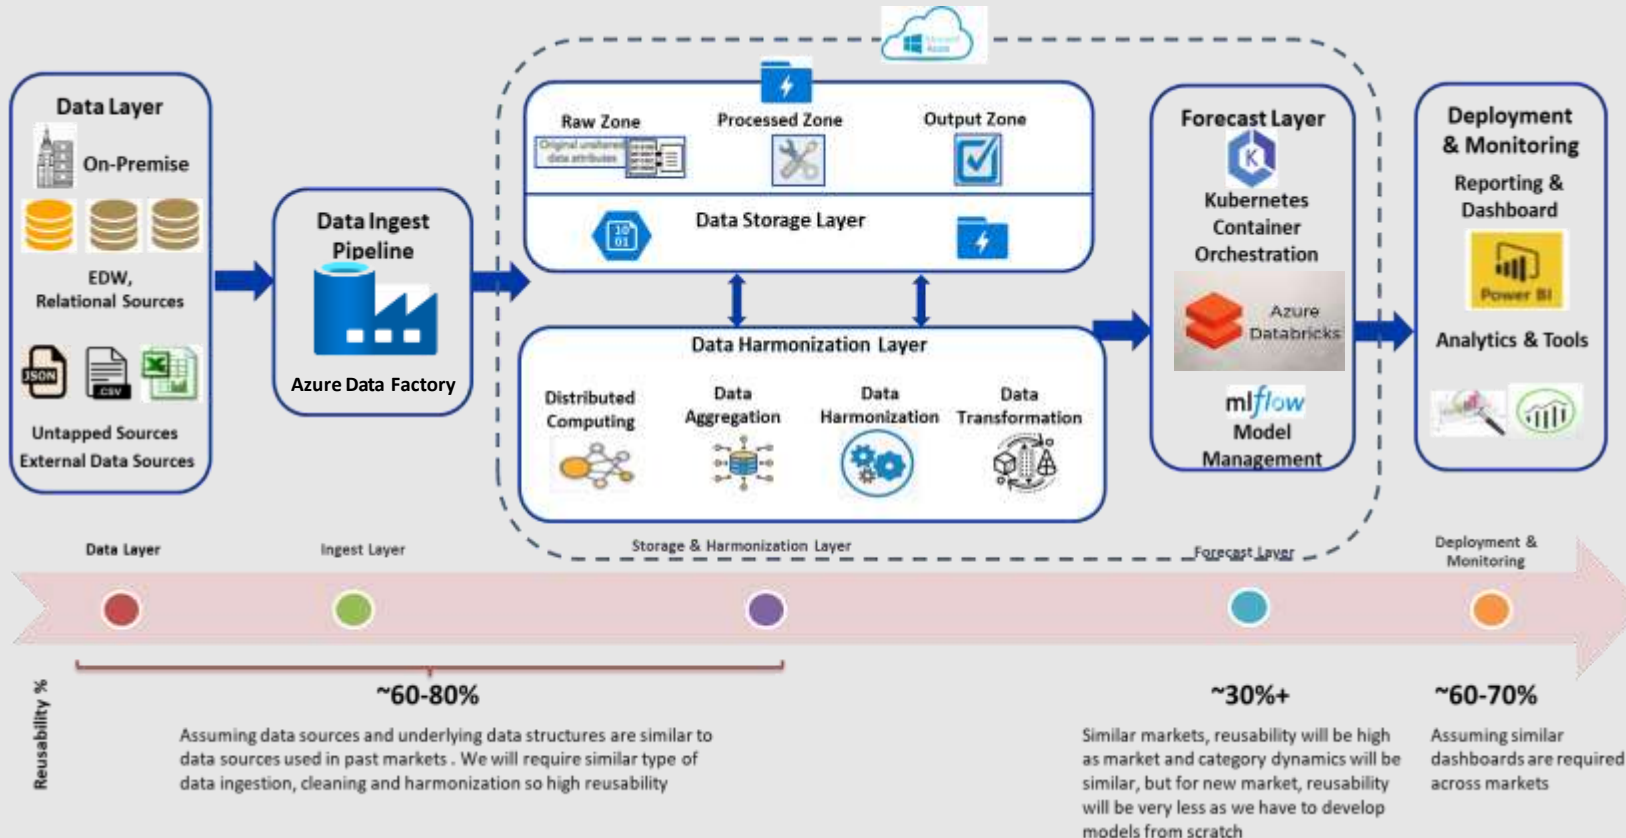 Microsoft
Azure
Data Layer
On-Premise
EDW,
Relational Sources
JSON
CSV
Untapped Sources
External Data Sources
Data Ingest
Pipeline
Azure Data Factory
Raw Zone
Original
data attributes
Processed Zone
Output Zone
Data Storage Layer
10
01
Data Harmonization Layer
Distributed
Computing
Data
Aggregation
Data
Harmonization
Data
Transformation
Forecast Layer
K
Kubernetes
Container
Orchestration
Azure
Databricks
mlflow
Model
Management
Deployment
& Monitoring
Reporting &
Dashboard
Power BI
Analytics & Tools
Data Layer
Ingest Layer
Storage & Harmonization Layer
Forecast Layer
Deployment &
Monitoring
Reusability %
~60-80%
Assuming data sources and underlying data structures are similar to
data sources used in past markets . We will require similar type of
data ingestion, cleaning and harmonization so high reusability
~30%+
Similar markets, reusability will be high
as market and category dynamics will be
similar, but for new market, reusability
will be very less as we have to develop
models from scratch
~60-70%
Assuming similar
dashboards are required
across markets